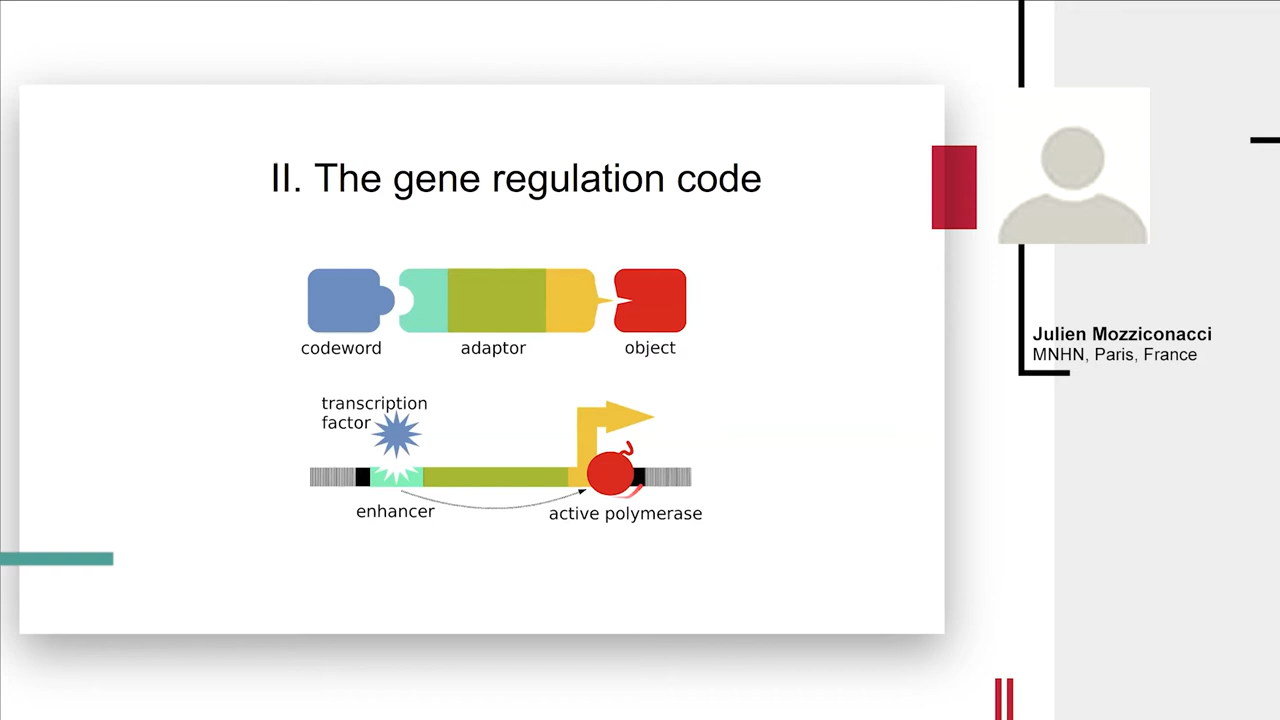 II. The gene regulation code
codeword
adaptor
object
transcription
factor
enhancer
active polymerase
Julien Mozziconacci
MNHN, Paris, France